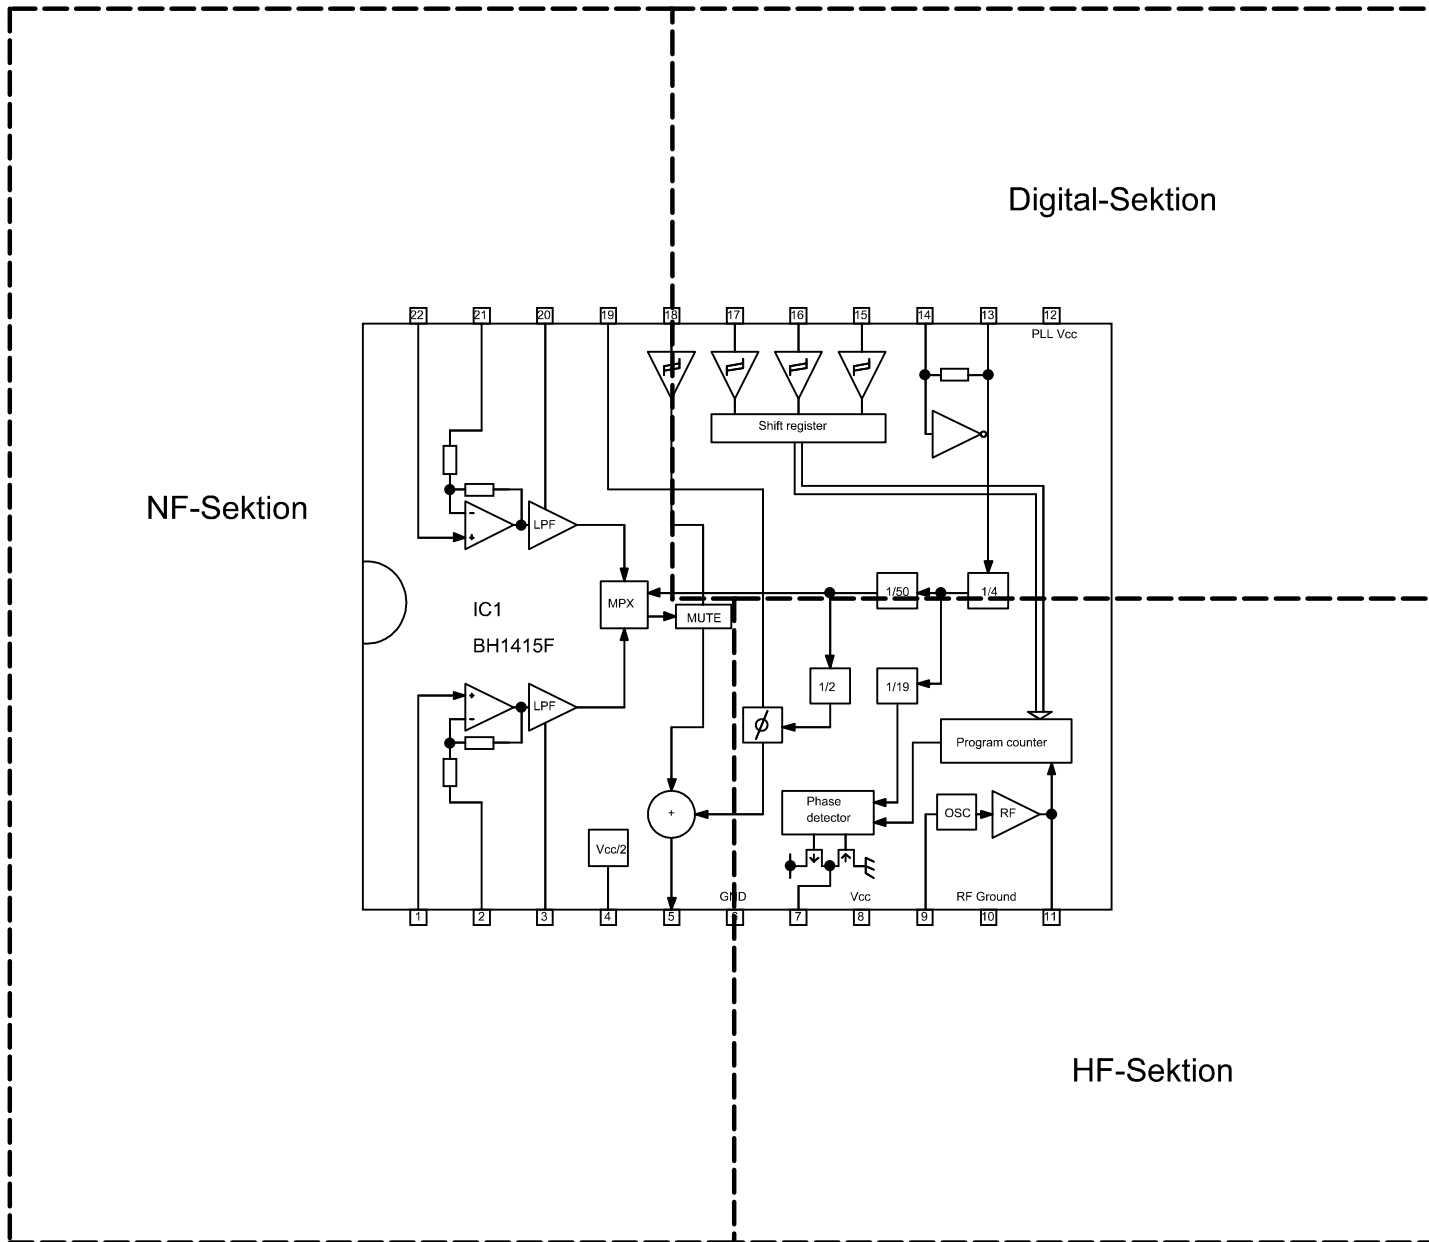 Digital-Sektion
22 21 20 19 18 17 16 15 14 13 12
PLL Vcc
Shift register
NF-Sektion
-
+
LPF
1/50
1/4
MPX
IC1
MUTE
BH1415F
1/2
1/19
+
-
LPF
ϕ
Program counter
Phase
detector
OSC
RF
+
Vcc/2
GND
Vcc
RF Ground
1 2 3 4 5 6 7 8 9 10 11
HF-Sektion